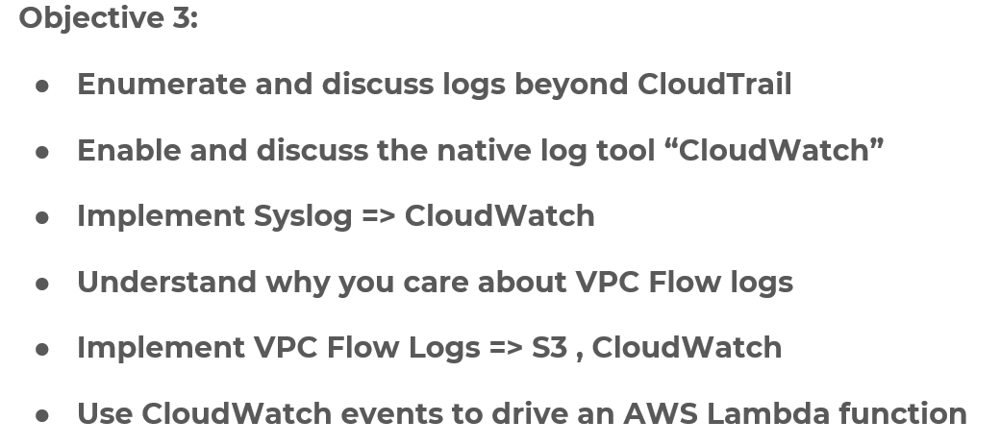 Objective 3:
● Enumerate and discuss logs beyond CloudTrail
● Enable and discuss the native log tool “CloudWatch”
● Implement Syslog => CloudWatch
● Understand why you care about VPC Flow logs
● Implement VPC Flow Logs => S3 , CloudWatch
● Use CloudWatch events to drive an AWS Lambda function